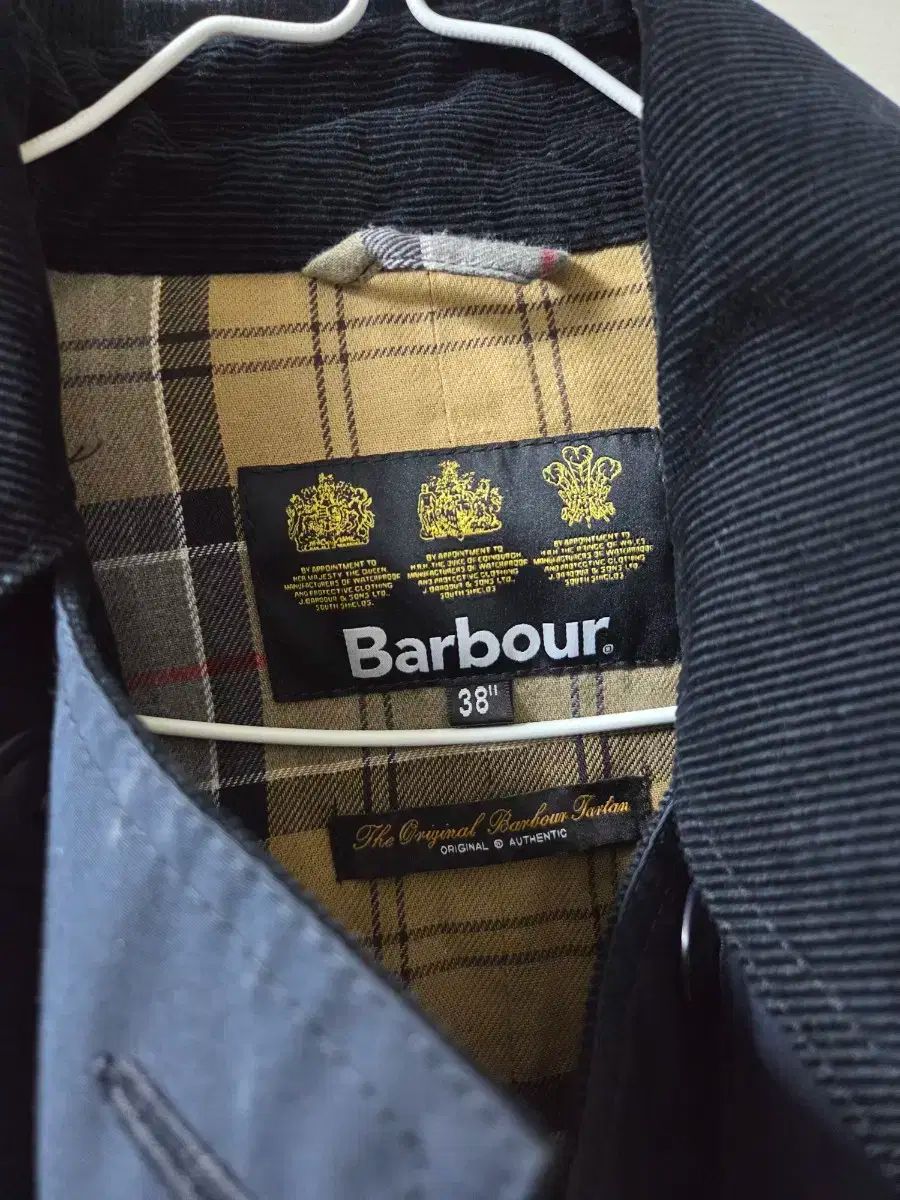 BY APPOINTMENT TO
HER MAJESTY THE QUEEN
MANUFACTURERS OF WATERPROOF
AND PROTECTIVE CLOTHING
J.BARBOUR & SONS LTD.
SOUTH SHIELDS.
BY APPOINTMENT TO
H.R.H. THE DUKE OF EDINBURGH
MANUFACTURERS OF WATERPROOF
AND PROTECTIVE CLOTHING
J.BARBOUR & SONS LTD.
SOUTH SHIELDS
BY APPOINTMENT TO
H.R.H. THE PRINCE OF WALES
MANUFACTURERS OF WATERPROOF
AND PROTECTIVE CLOTHING
J.BARBOUR & SONS LTD.
SOUTH SHIELDS
Barbour®
38"
The Original Barbour Tartan
ORIGINAL ® AUTHENTIC